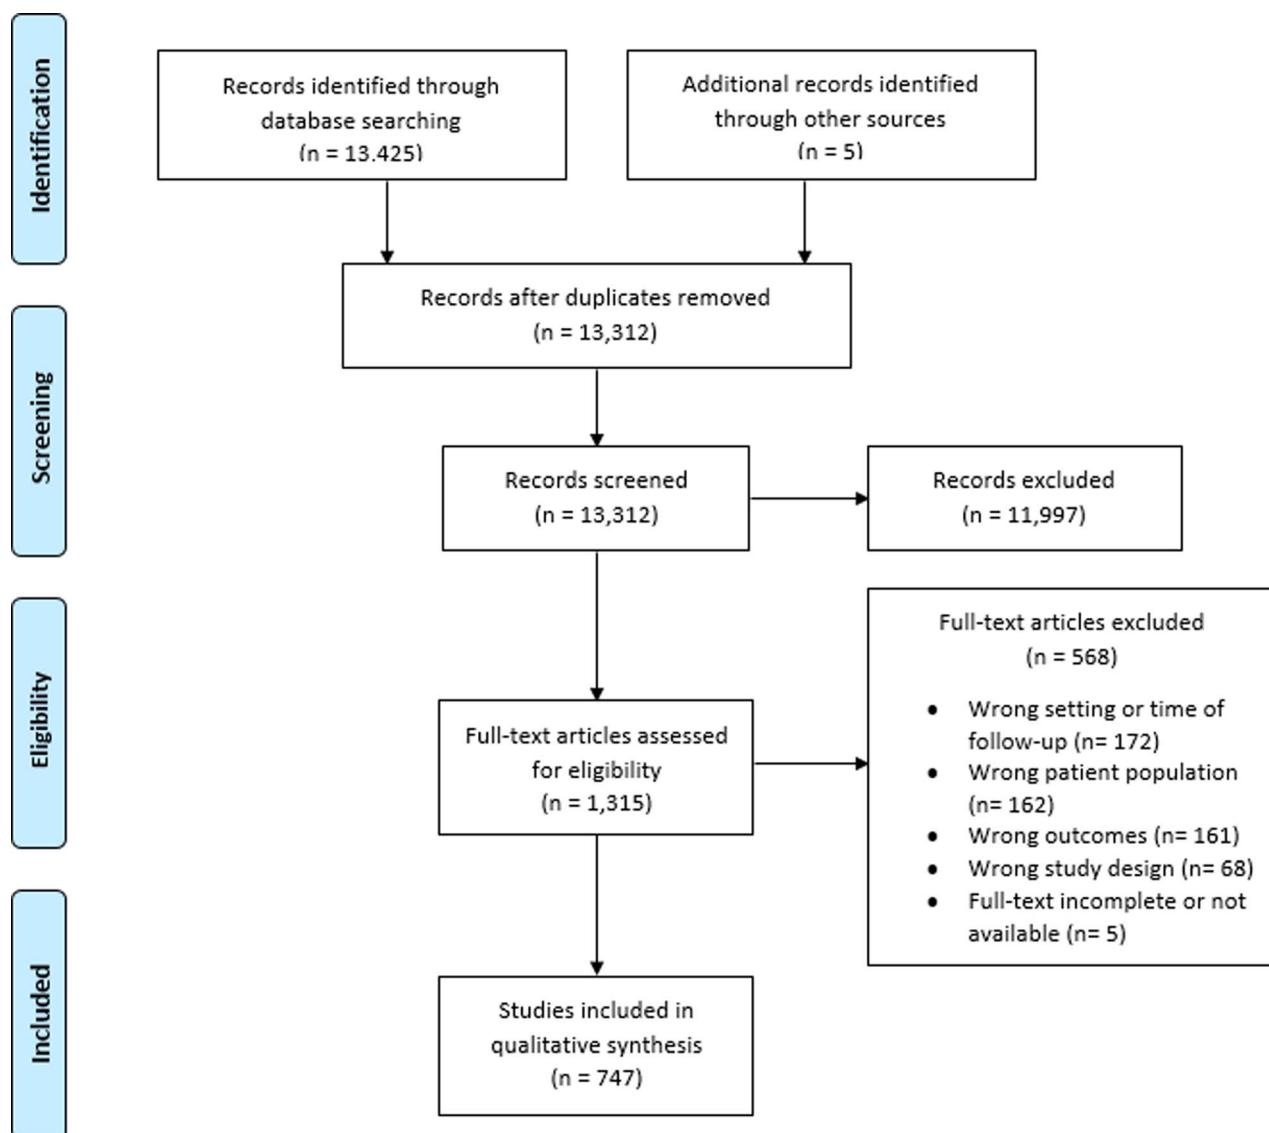 Identification
Records identified through
database searching
(n = 13,425)
Additional records identified
through other sources
(n = 5)
Records after duplicates removed
(n = 13,312)
Screening
Records screened
(n = 13,312)
Records excluded
(n = 11,997)
Eligibility
Full-text articles assessed
for eligibility
(n = 1,315)
Full-text articles excluded
(n = 568)
• Wrong setting or time of
follow-up (n= 172)
• Wrong patient population
(n= 162)
• Wrong outcomes (n= 161)
• Wrong study design (n= 68)
• Full-text incomplete or not
available (n= 5)
Included
Studies included in
qualitative synthesis
(n = 747)